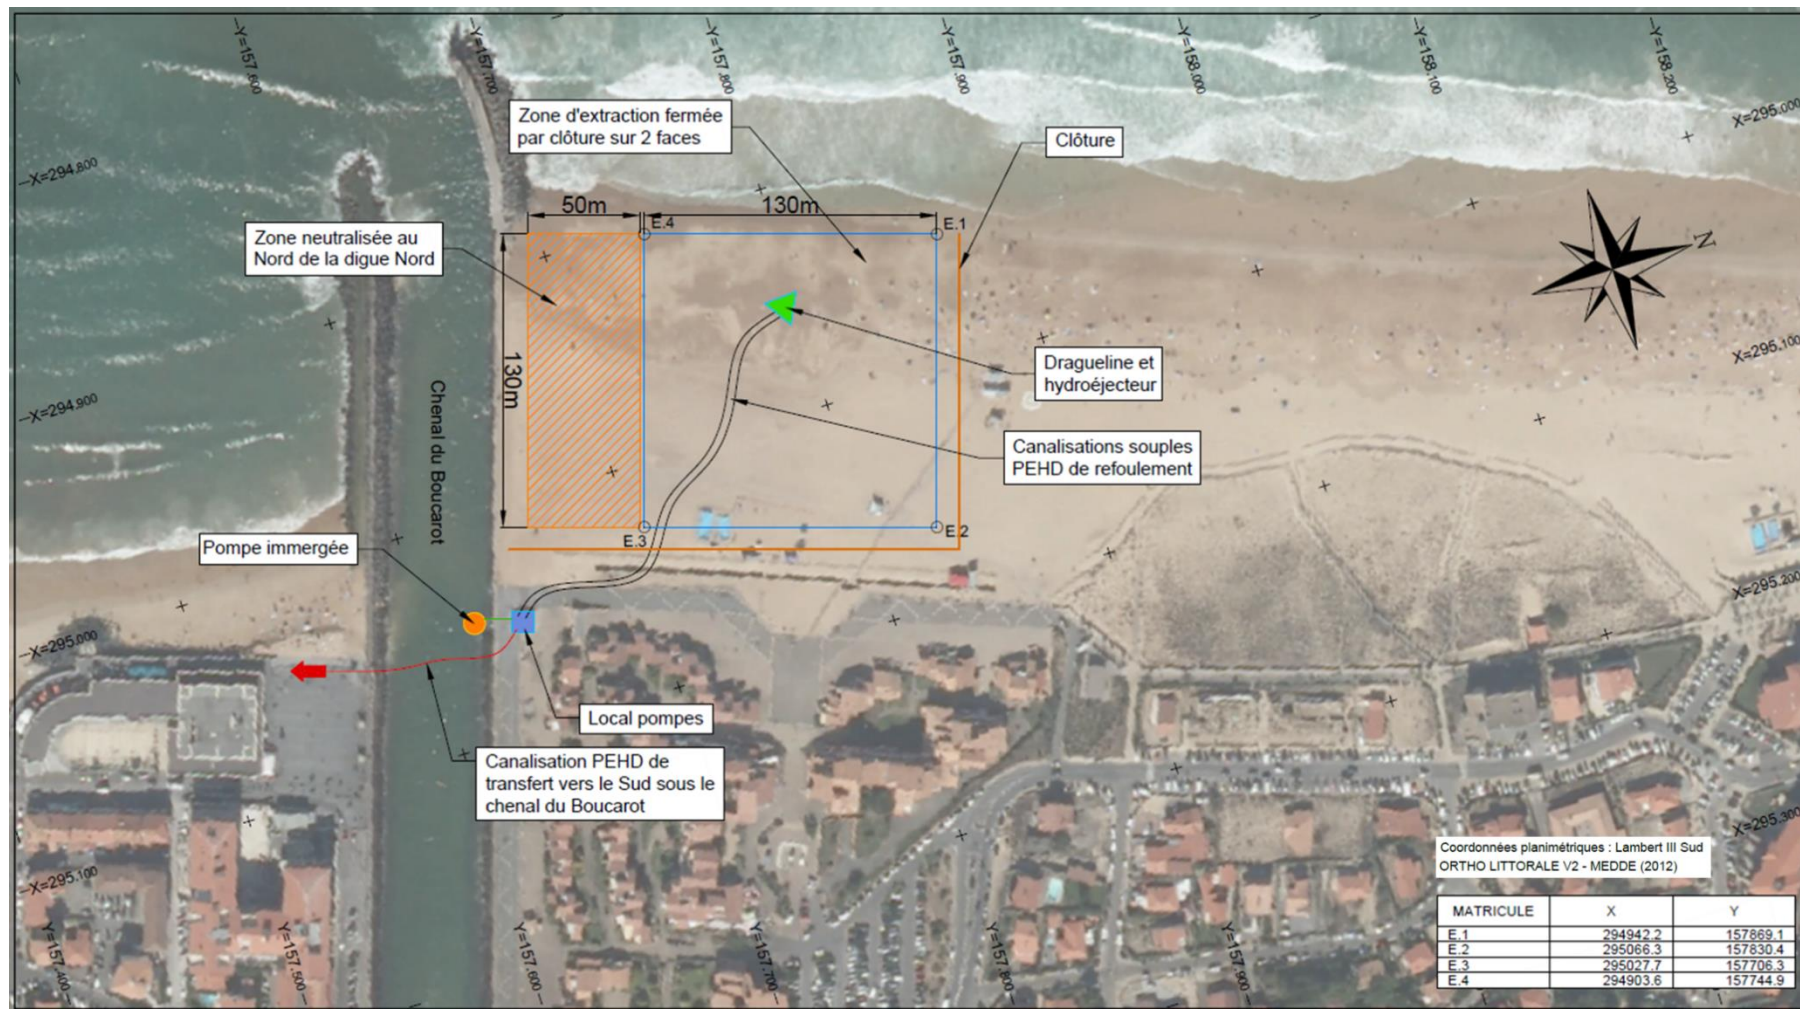 Y=157.600
Y=157.700
Y=157.800
Y=157.900
Y=158.000
Y=158.100
Y=158.200
X=295.000
X=294.800
Zone d'extraction fermée
par clôture sur 2 faces
Clôture
50m
130m
E.4
E.1
Zone neutralisée au
Nord de la digue Nord
N
130m
Dragueline et
hydroéjecteur
X=295.100
X=294.900
Chenal du Boucarot
Canalisations souples
PEHD de refoulement
E.3
E.2
Pompe immergée
X=295.200
X=295.000
Local pompes
Canalisation PEHD de
transfert vers le Sud sous le
chenal du Boucarot
X=295.300
X=295.100
Coordonnées planimétriques : Lambert III Sud
ORTHO LITTORALE V2 - MEDDE (2012)
MATRICULE X Y
E.1 294942.2 157869.1
E.2 295066.3 157830.4
E.3 295027.7 157706.3
E.4 294903.6 157744.9
Y=157.400
Y=157.500
Y=157.600
Y=157.700
Y=157.800
Y=157.900